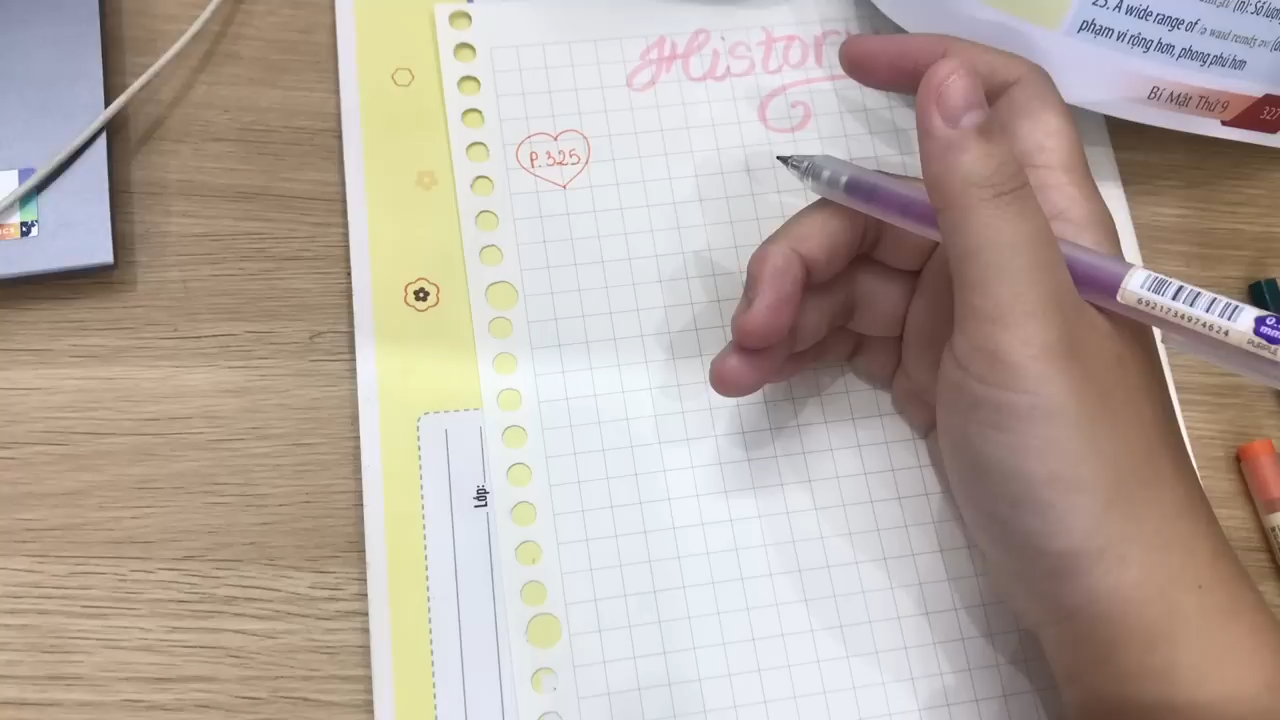 History
P.325
25. A wide range of
phạm vi rộng hơn, phong phú hơn
Bí Mật Thứ 9
327
Lớp:
6921734974624
PURPLE